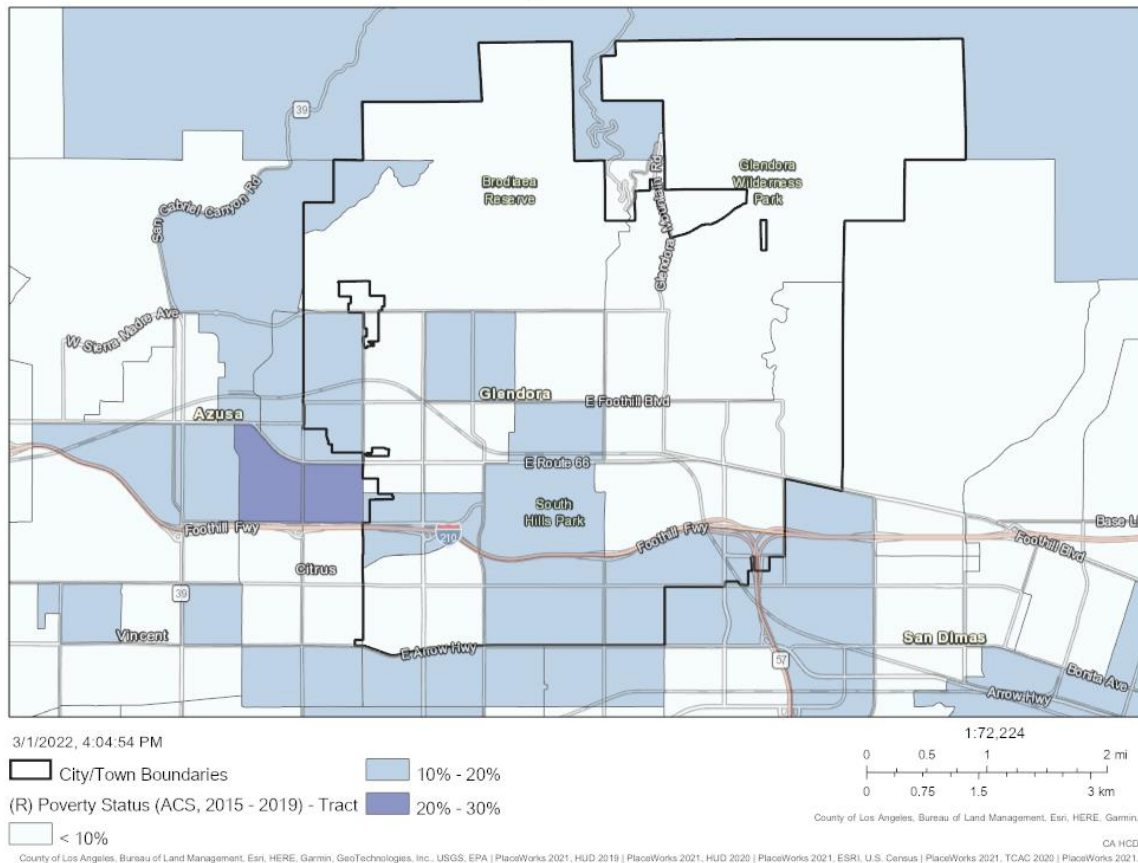 39
San Gabriel Canyon Rd
Brodiaea
Reserve
Glendora Mountain Rd
Glendora
Wilderness
Park
W Sierra Madre Ave
Azusa
Glendora
E Foothill Blvd
E Route 66
South
Hills Park
Foothill Fwy
210
Foothill Fwy
Base L
Foothill Blvd
Citrus
39
Vincent
E Arrow Hwy
57
San Dimas
Bonita Ave
Arrow Hwy
3/1/2022, 4:04:54 PM
City/Town Boundaries
(R) Poverty Status (ACS, 2015 - 2019) - Tract
< 10%
10% - 20%
20% - 30%
1:72,224
0 0.5 1 2 mi
0 0.75 1.5 3 km
County of Los Angeles, Bureau of Land Management, Esri, HERE, Garmin,
CA HCD
County of Los Angeles, Bureau of Land Management, Esri, HERE, Garmin, GeoTechnologies, Inc., USGS, EPA | PlaceWorks 2021, HUD 2019 | PlaceWorks 2021, HUD 2020 | PlaceWorks 2021, ESRI, U.S. Census | PlaceWorks 2021, TCAC 2020 | PlaceWorks 2021,